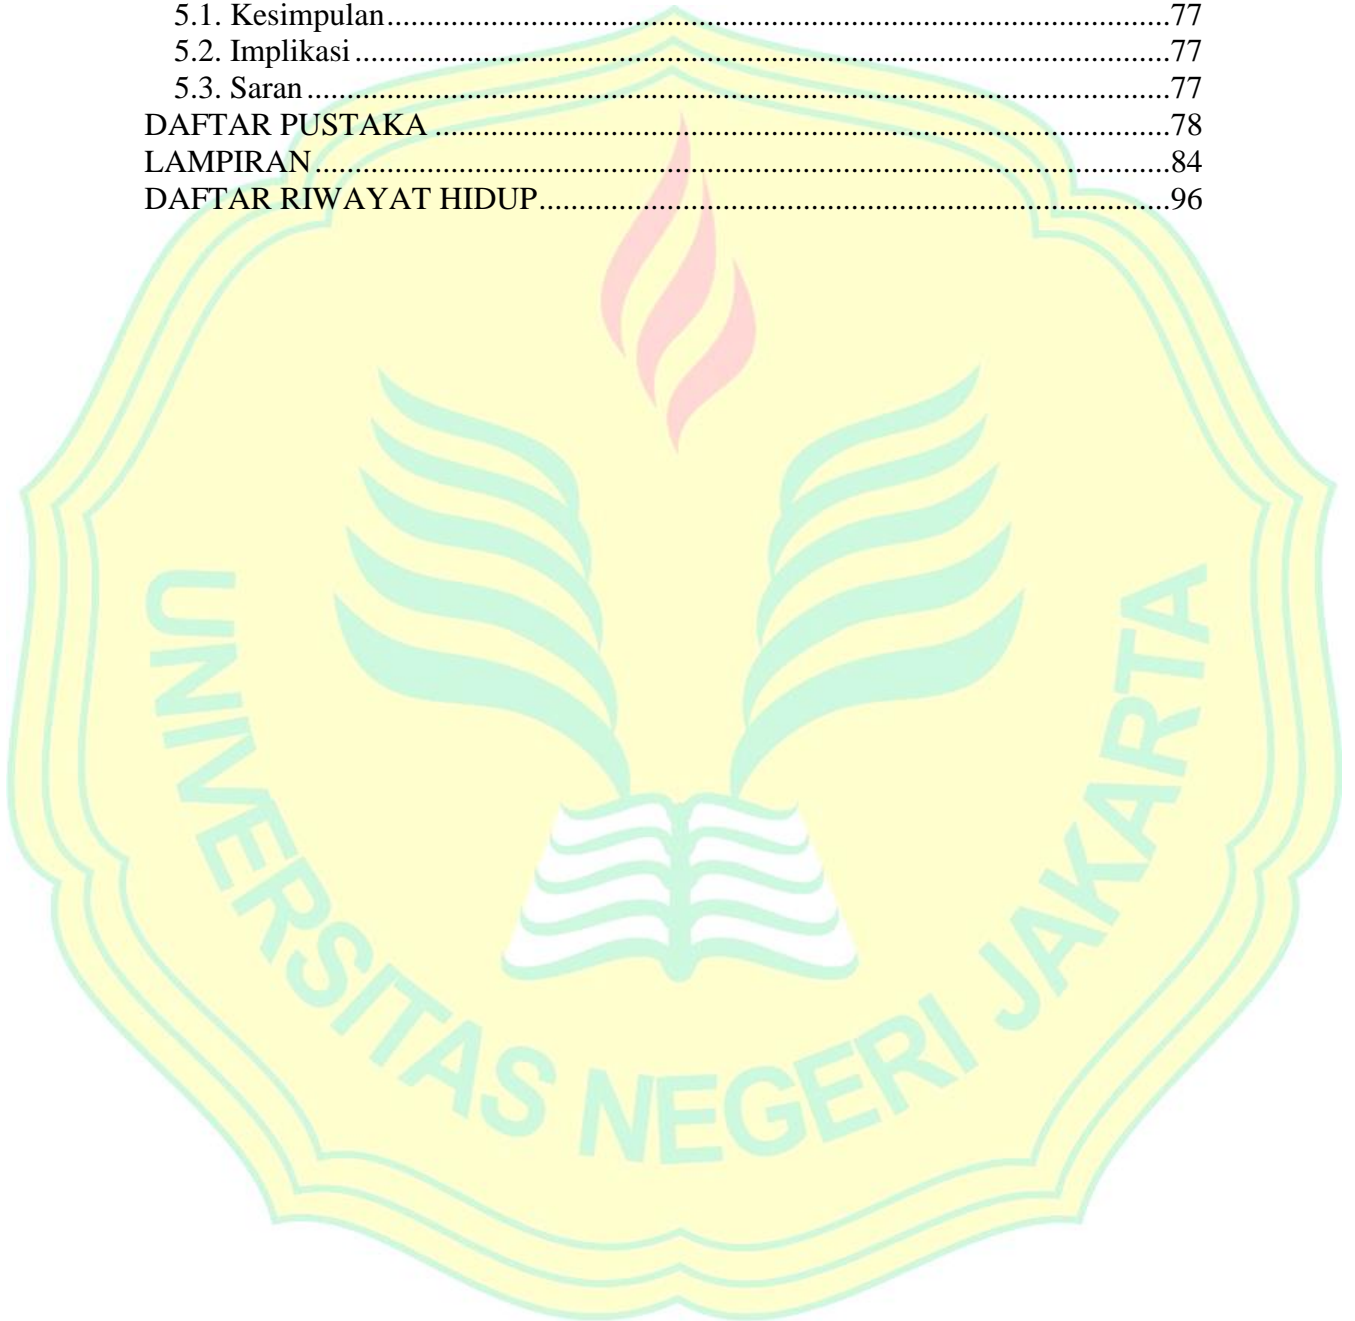 5.1. Kesimpulan....................................................................................................77
5.2. Implikasi........................................................................................................77
5.3. Saran..............................................................................................................77
DAFTAR PUSTAKA..............................................................................................78
LAMPIRAN.............................................................................................................84
DAFTAR RIWAYAT HIDUP................................................................................96
UNIVERSITAS NEGERI JAKARTA